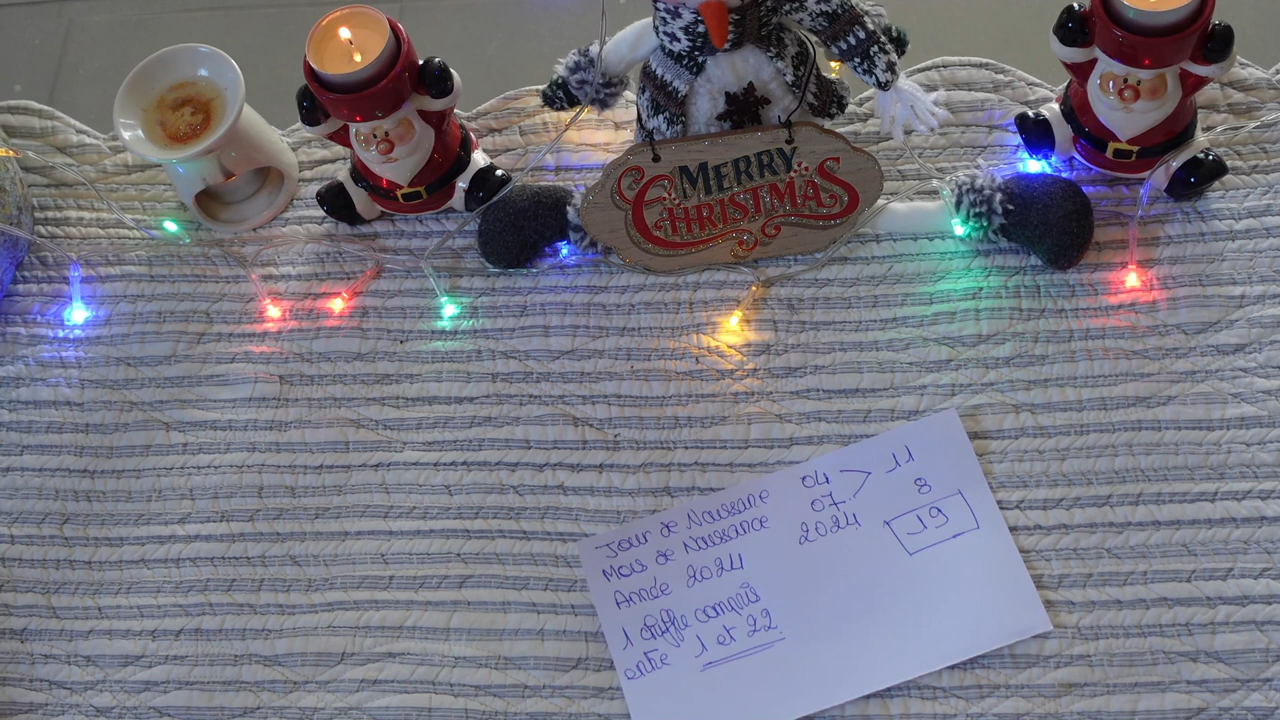 MERRY
CHRISTMAS
Jour de Naissance 04 11
Mois de Naissance 07 8
Année 2024 2024 19
1 chiffre compris
entre 1 et 22